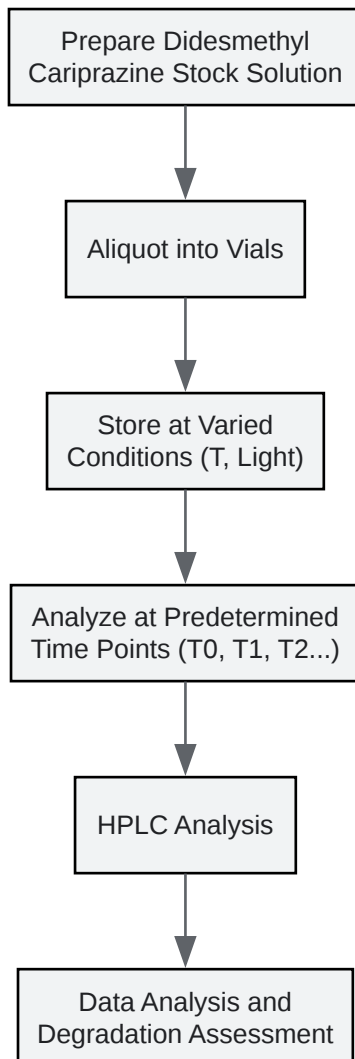 Prepare Didesmethyl
Cariprazine Stock Solution
Aliquot into Vials
Store at Varied
Conditions (T, Light)
Analyze at Predetermined
Time Points (T0, T1, T2...)
HPLC Analysis
Data Analysis and
Degradation Assessment